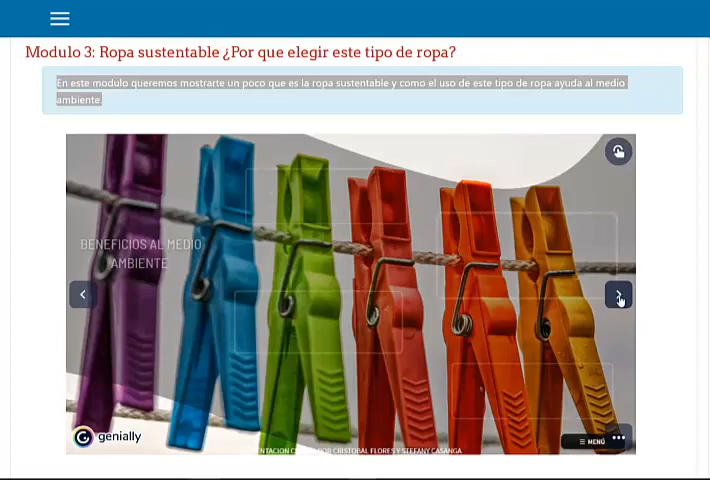 Modulo 3: Ropa sustentable ¿Por que elegir este tipo de ropa?
En este modulo queremos mostrarte un poco que es la ropa sustentable y como el uso de este tipo de ropa ayuda al medio
ambiente.
BENEFICIOS AL MEDIO
AMBIENTE
genially
MENÚ
POR CRISTOBAL FLORES Y STEFANY CASANGA